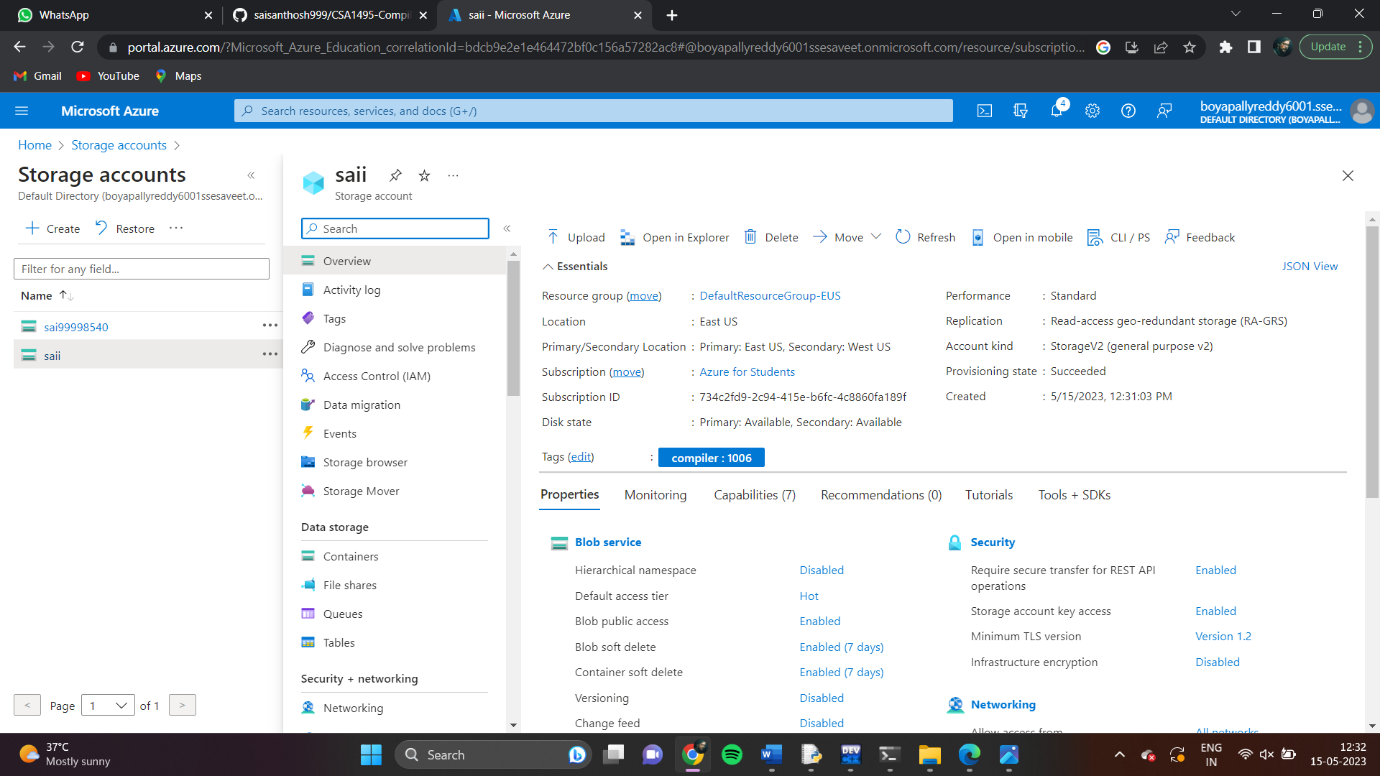 WhatsApp
saisanthosh999/CSA1495-Compil
saii - Microsoft Azure
portal.azure.com/?Microsoft_Azure_Education_correlationId=bdcb9e2e1e464472bf0c156a57282ac8#@boyapallyreddy6001ssesaveet.onmicrosoft.com/resource/subscriptio...
Update
Gmail
YouTube
Maps
Microsoft Azure
Search resources, services, and docs (G+/)
4
boyapallyreddy6001.sse...
DEFAULT DIRECTORY (BOYAPALL...
Home > Storage accounts >
Storage accounts
Default Directory (boyapallyreddy6001ssesaveet.o...
Create
Restore
Filter for any field...
Name
sai99998540
saii
Page 1 of 1
saii
Storage account
Search
Overview
Activity log
Tags
Diagnose and solve problems
Access Control (IAM)
Data migration
Events
Storage browser
Storage Mover
Data storage
Containers
File shares
Queues
Tables
Security + networking
Networking
Upload
Open in Explorer
Delete
Move
Refresh
Open in mobile
CLI / PS
Feedback
Essentials
JSON View
Resource group (move) : DefaultResourceGroup-EUS
Location : East US
Primary/Secondary Location : Primary: East US, Secondary: West US
Subscription (move) : Azure for Students
Subscription ID : 734c2fd9-2c94-415e-b6fc-4c8860fa189f
Disk state : Primary: Available, Secondary: Available
Performance : Standard
Replication : Read-access geo-redundant storage (RA-GRS)
Account kind : StorageV2 (general purpose v2)
Provisioning state : Succeeded
Created : 5/15/2023, 12:31:03 PM
Tags (edit) : compiler : 1006
Properties
Monitoring
Capabilities (7)
Recommendations (0)
Tutorials
Tools + SDKs
Blob service
Hierarchical namespace Disabled
Default access tier Hot
Blob public access Enabled
Blob soft delete Enabled (7 days)
Container soft delete Enabled (7 days)
Versioning Disabled
Change feed Disabled
Security
Require secure transfer for REST API Enabled
operations
Storage account key access Enabled
Minimum TLS version Version 1.2
Infrastructure encryption Disabled
Networking
Allow access from All networks
37°C
Mostly sunny
Search
DEV
ENG
IN
12:32
15-05-2023